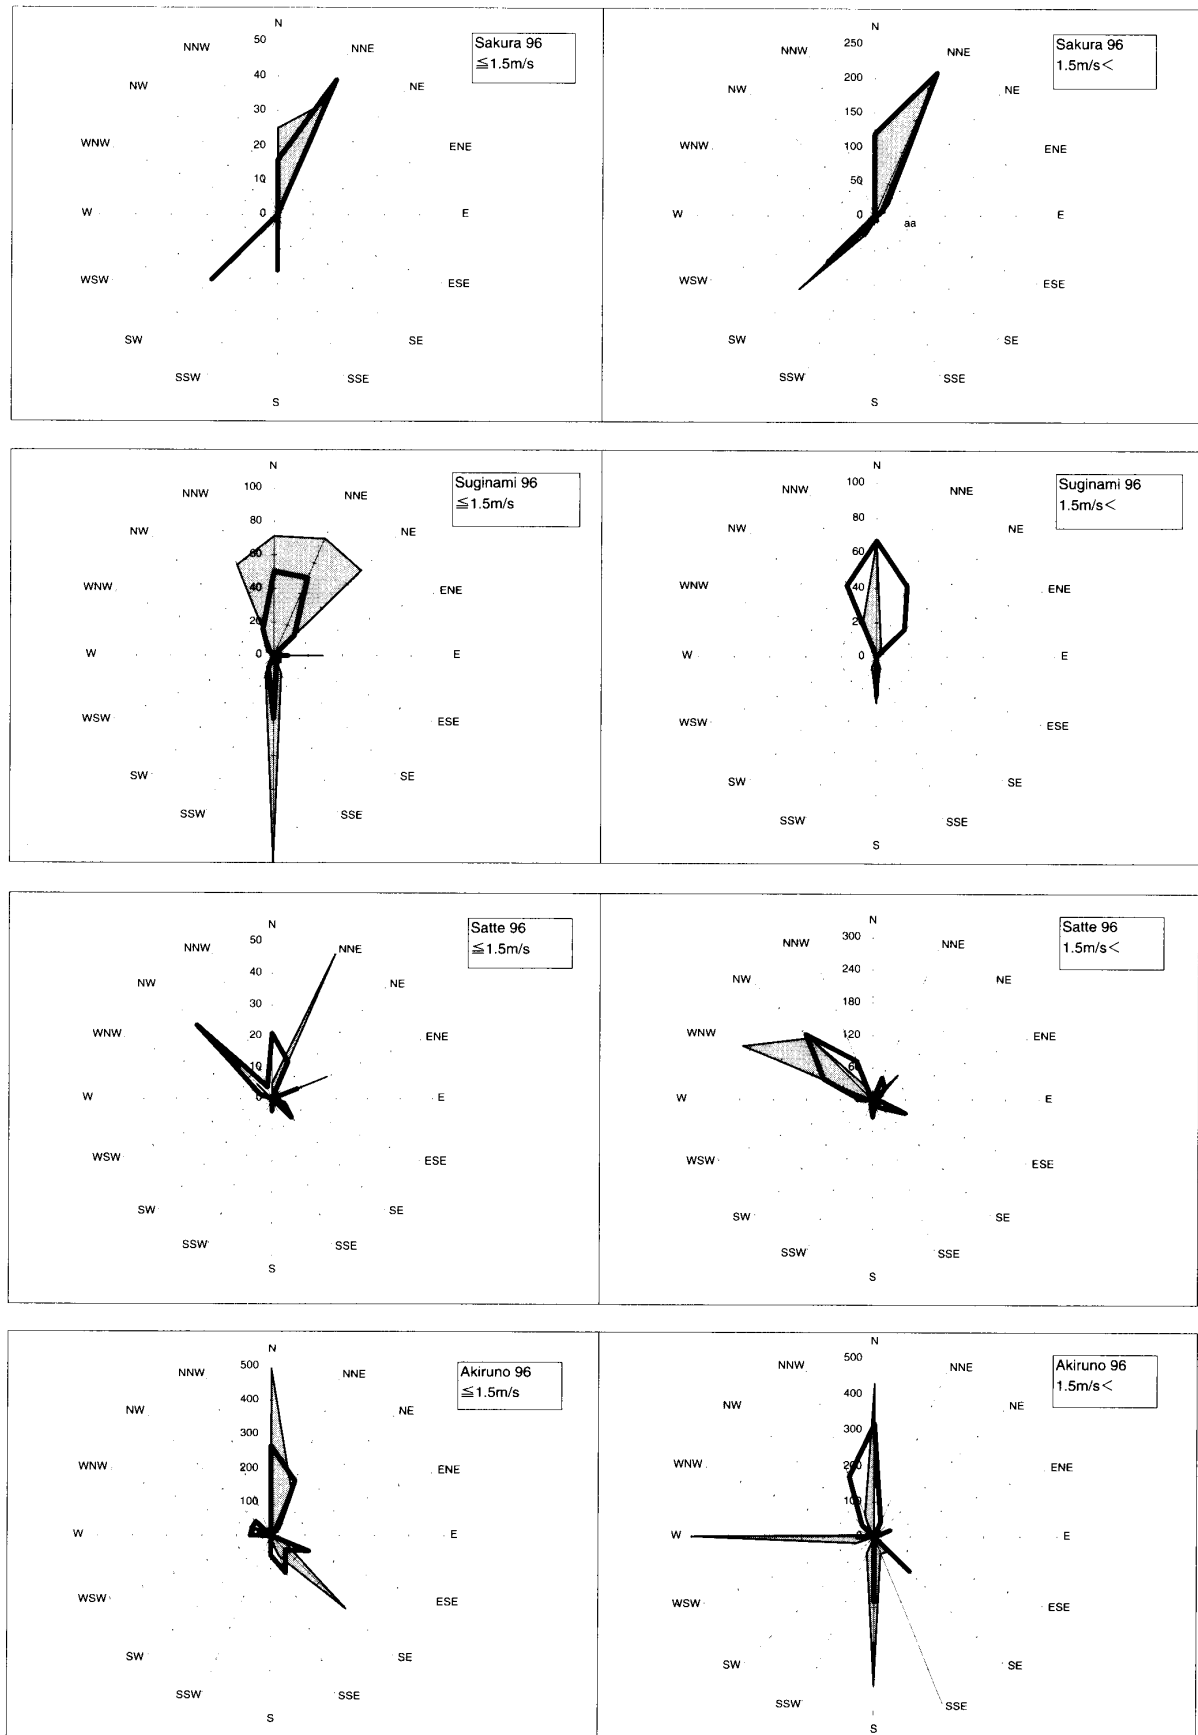 N
50
NNW
NNE
Sakura 96
≦1.5m/s
40
NW
NE
30
WNW
20
ENE
10
W
0
E
WSW
ESE
SW
SE
SSW
SSE
S
N
250
NNW
NNE
Sakura 96
1.5m/s<
200
NW
NE
150
WNW
100
ENE
50
W
0
E
aa
WSW
ESE
SW
SE
SSW
SSE
S
N
100
NNW
NNE
Suginami 96
≦1.5m/s
80
NW
NE
60
WNW
40
ENE
20
W
0
E
WSW
ESE
SW
SE
SSW
SSE
N
100
NNW
NNE
Suginami 96
1.5m/s<
80
NW
NE
60
WNW
40
ENE
20
W
0
E
WSW
ESE
SW
SE
SSW
SSE
S
N
50
NNW
NNE
Satte 96
≦1.5m/s
40
NW
NE
30
WNW
20
ENE
10
W
0
E
WSW
ESE
SW
SE
SSW
SSE
S
N
300
NNW
NNE
Satte 96
1.5m/s<
240
NW
NE
180
WNW
120
ENE
W
E
WSW
ESE
SW
SE
SSW
SSE
S
N
500
NNW
NNE
Akiruno 96
≦1.5m/s
400
NW
NE
300
WNW
200
ENE
100
W
E
WSW
ESE
SW
SE
SSW
SSE
S
N
500
NNW
NNE
Akiruno 96
1.5m/s<
400
NW
NE
300
WNW
200
ENE
100
W
E
WSW
ESE
SW
SE
SSW
SSE
S